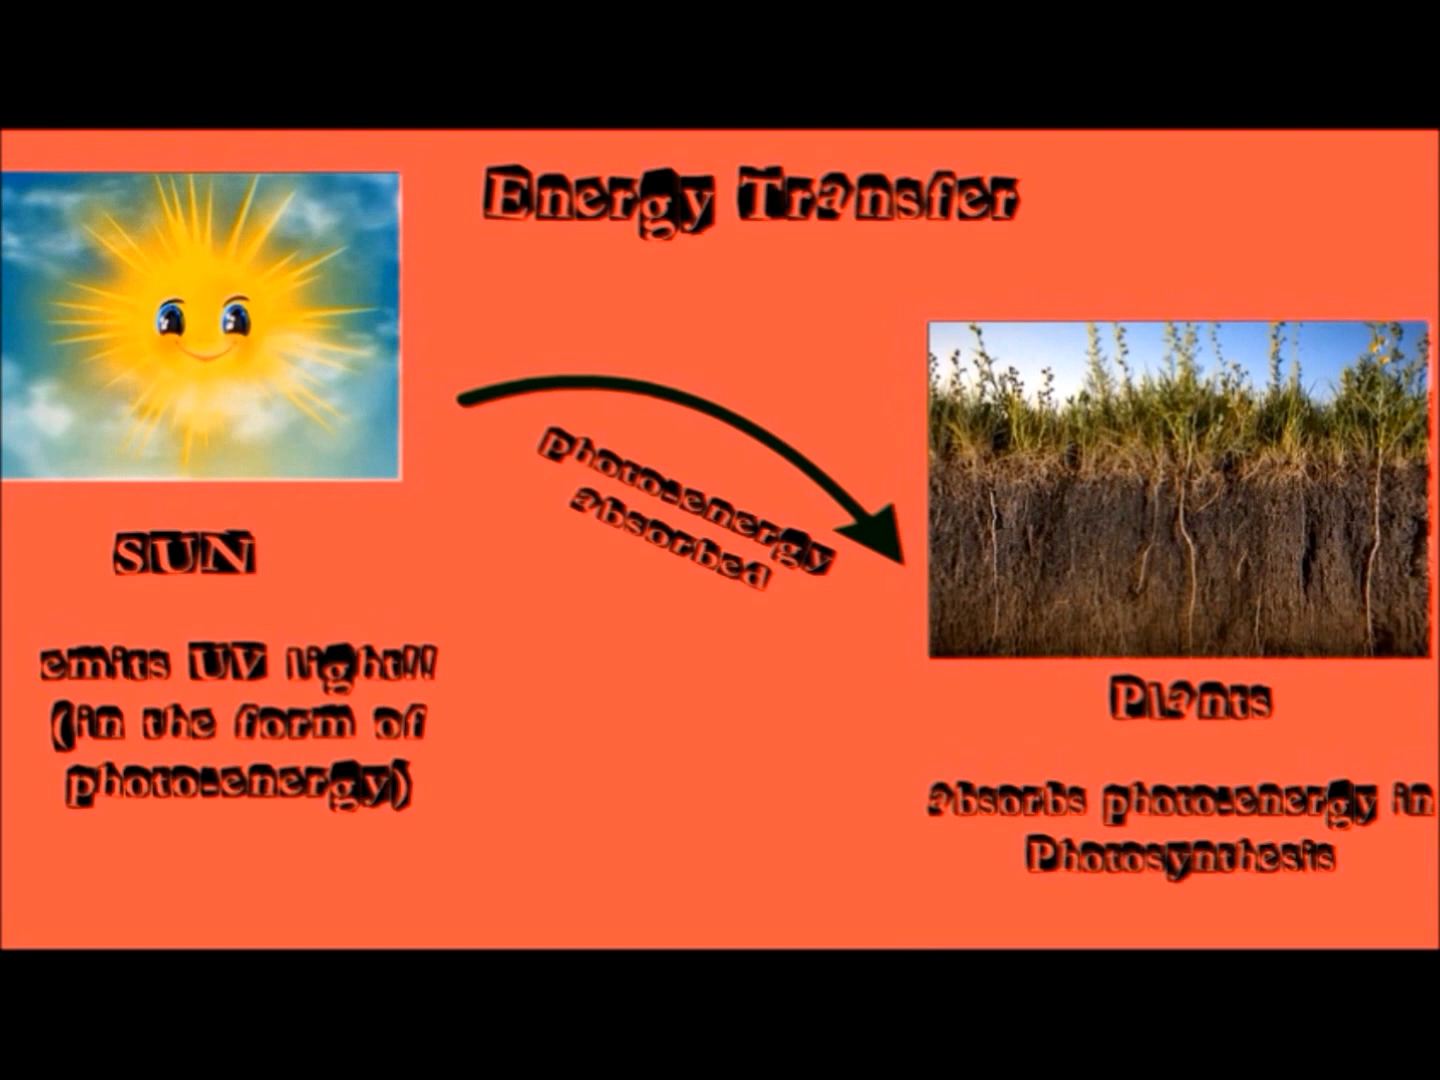 Energy Transfer
photo-energy
absorbed
SUN
emits UV light!!
(in the form of
photo-energy)
Plants
absorbs photo-energy in
Photosynthesis